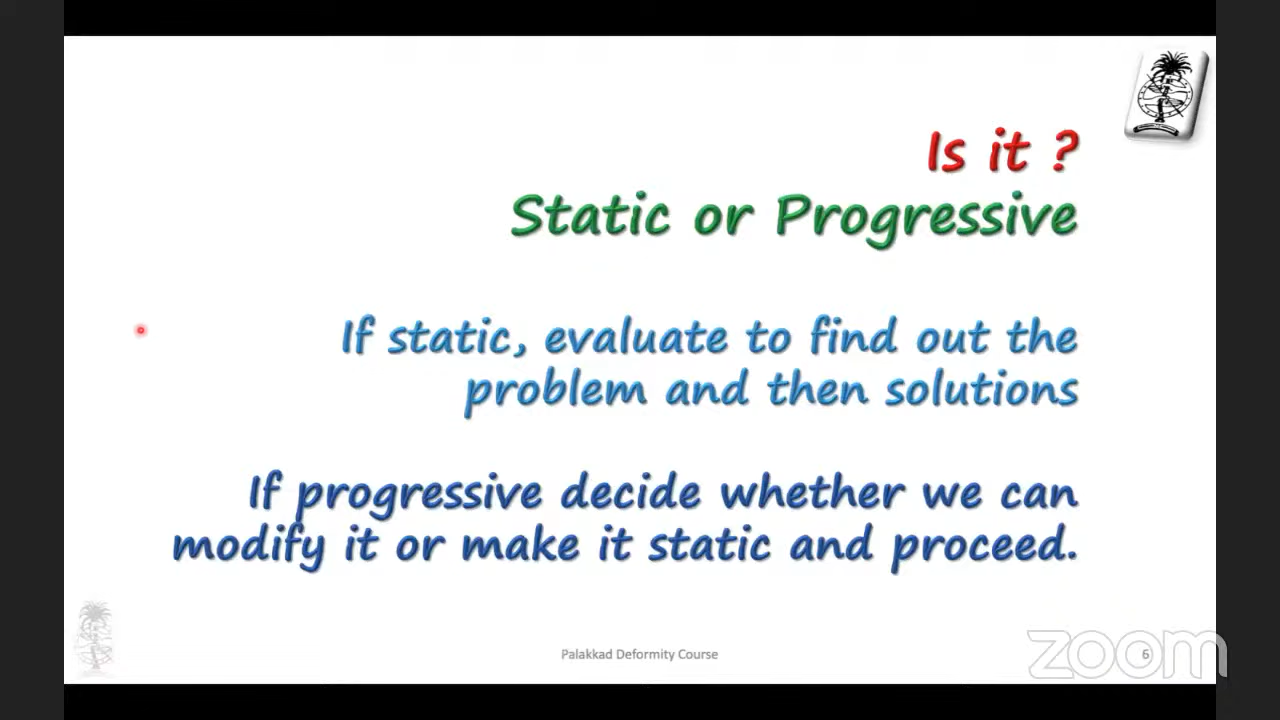 Is it ?
Static or Progressive
If static, evaluate to find out the
problem and then solutions
If progressive decide whether we can
modify it or make it static and proceed.
Palakkad Deformity Course
6
zoom